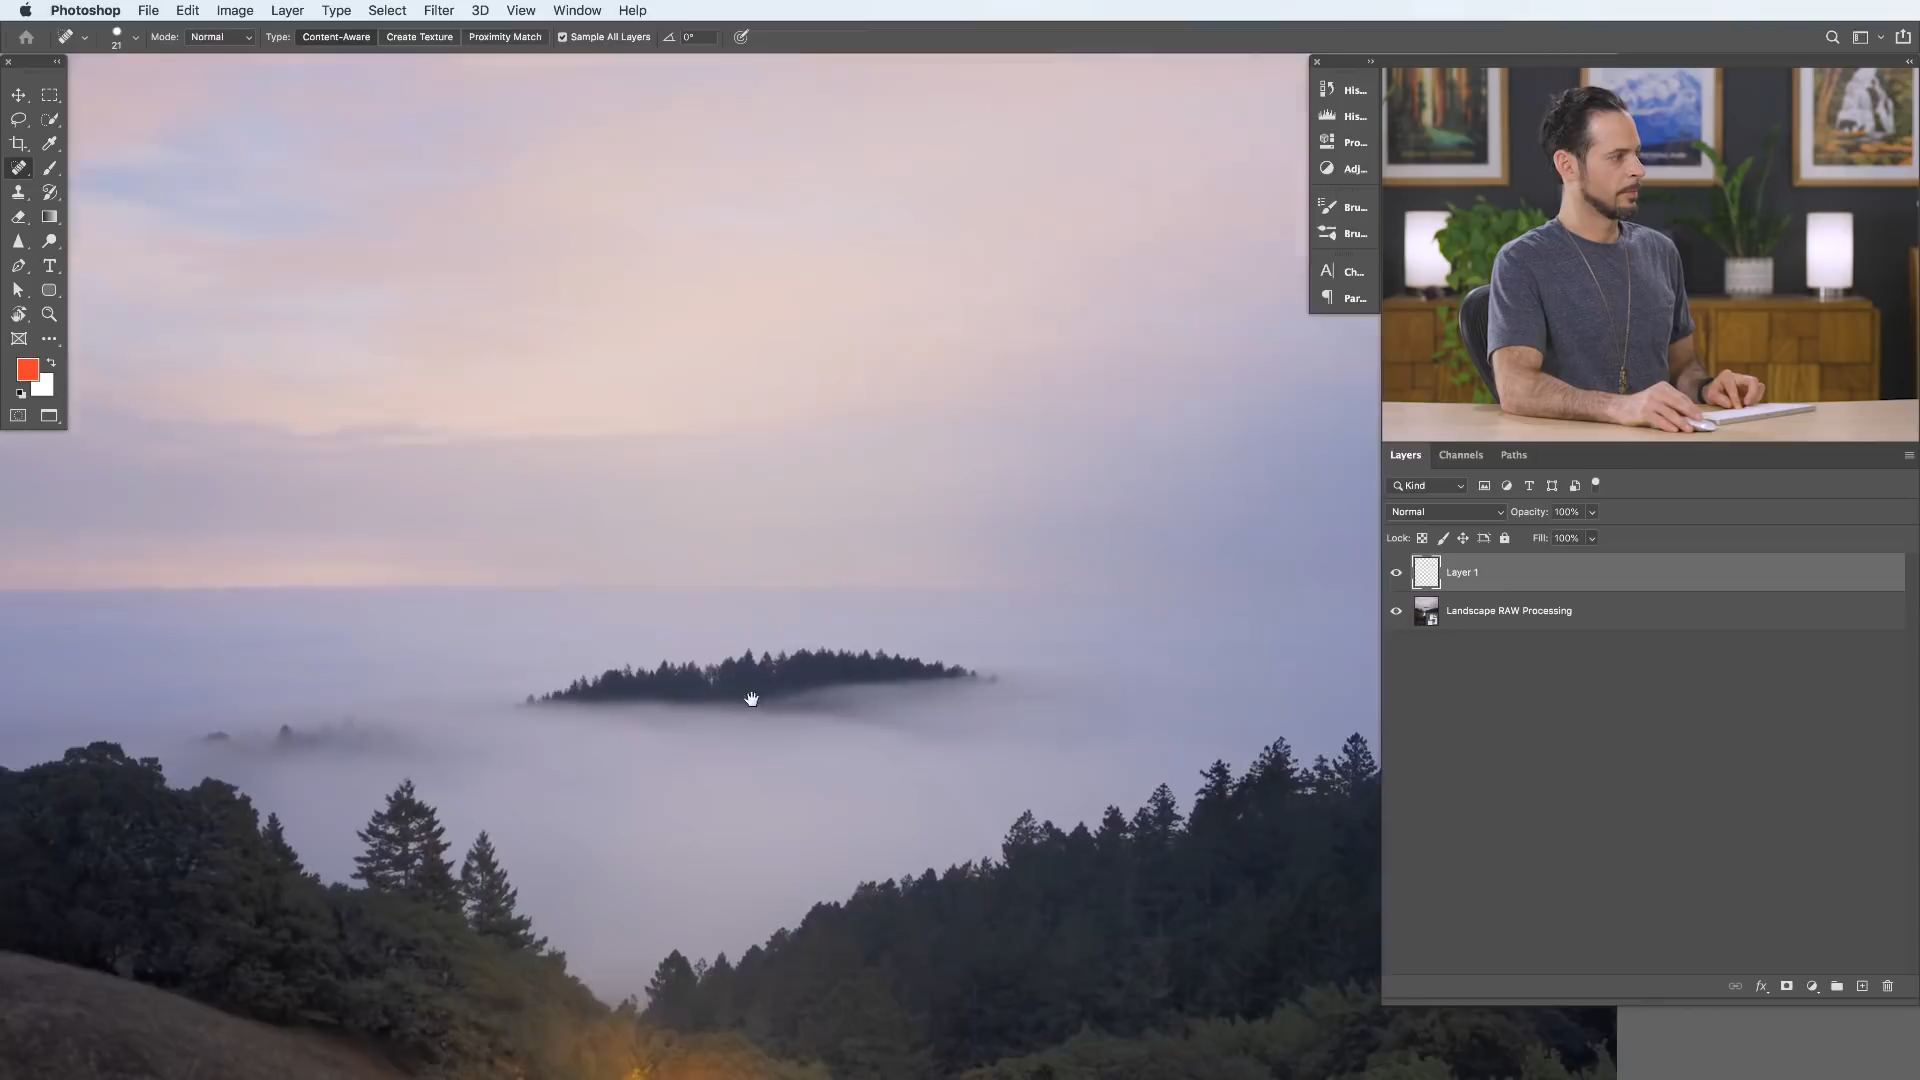 Photoshop File Edit Image Layer Type Select Filter 3D View Window Help
21 Mode: Normal Type: Content-Aware Create Texture Proximity Match Sample All Layers 0°
His...
His...
Pro...
Adj...
Bru...
Bru...
Ch...
Par...
Layers Channels Paths
Kind
Normal Opacity: 100%
Lock: Fill: 100%
Layer 1
Landscape RAW Processing
fx